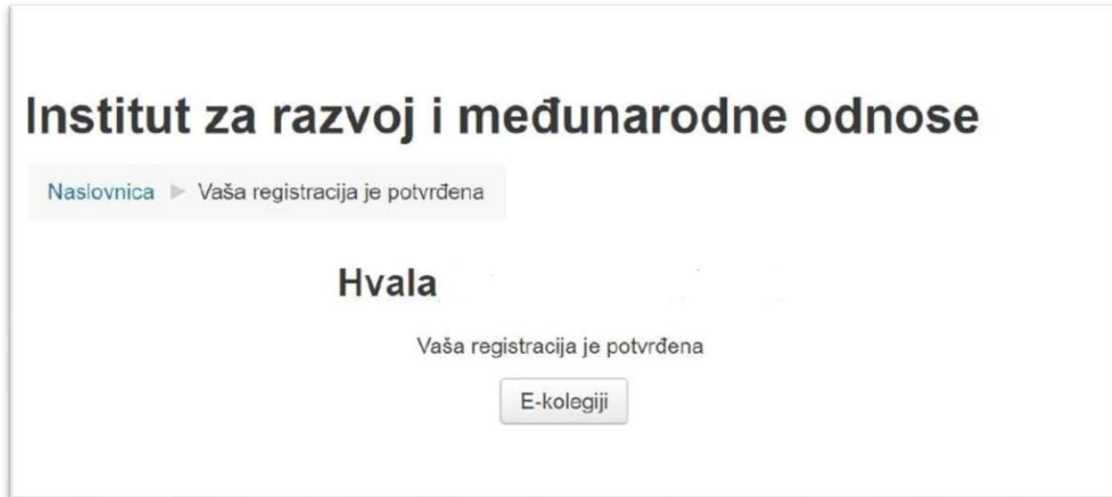 Institut za razvoj i međunarodne odnose
Naslovnica ► Vaša registracija je potvrđena
Hvala
Vaša registracija je potvrđena
E-kolegiji